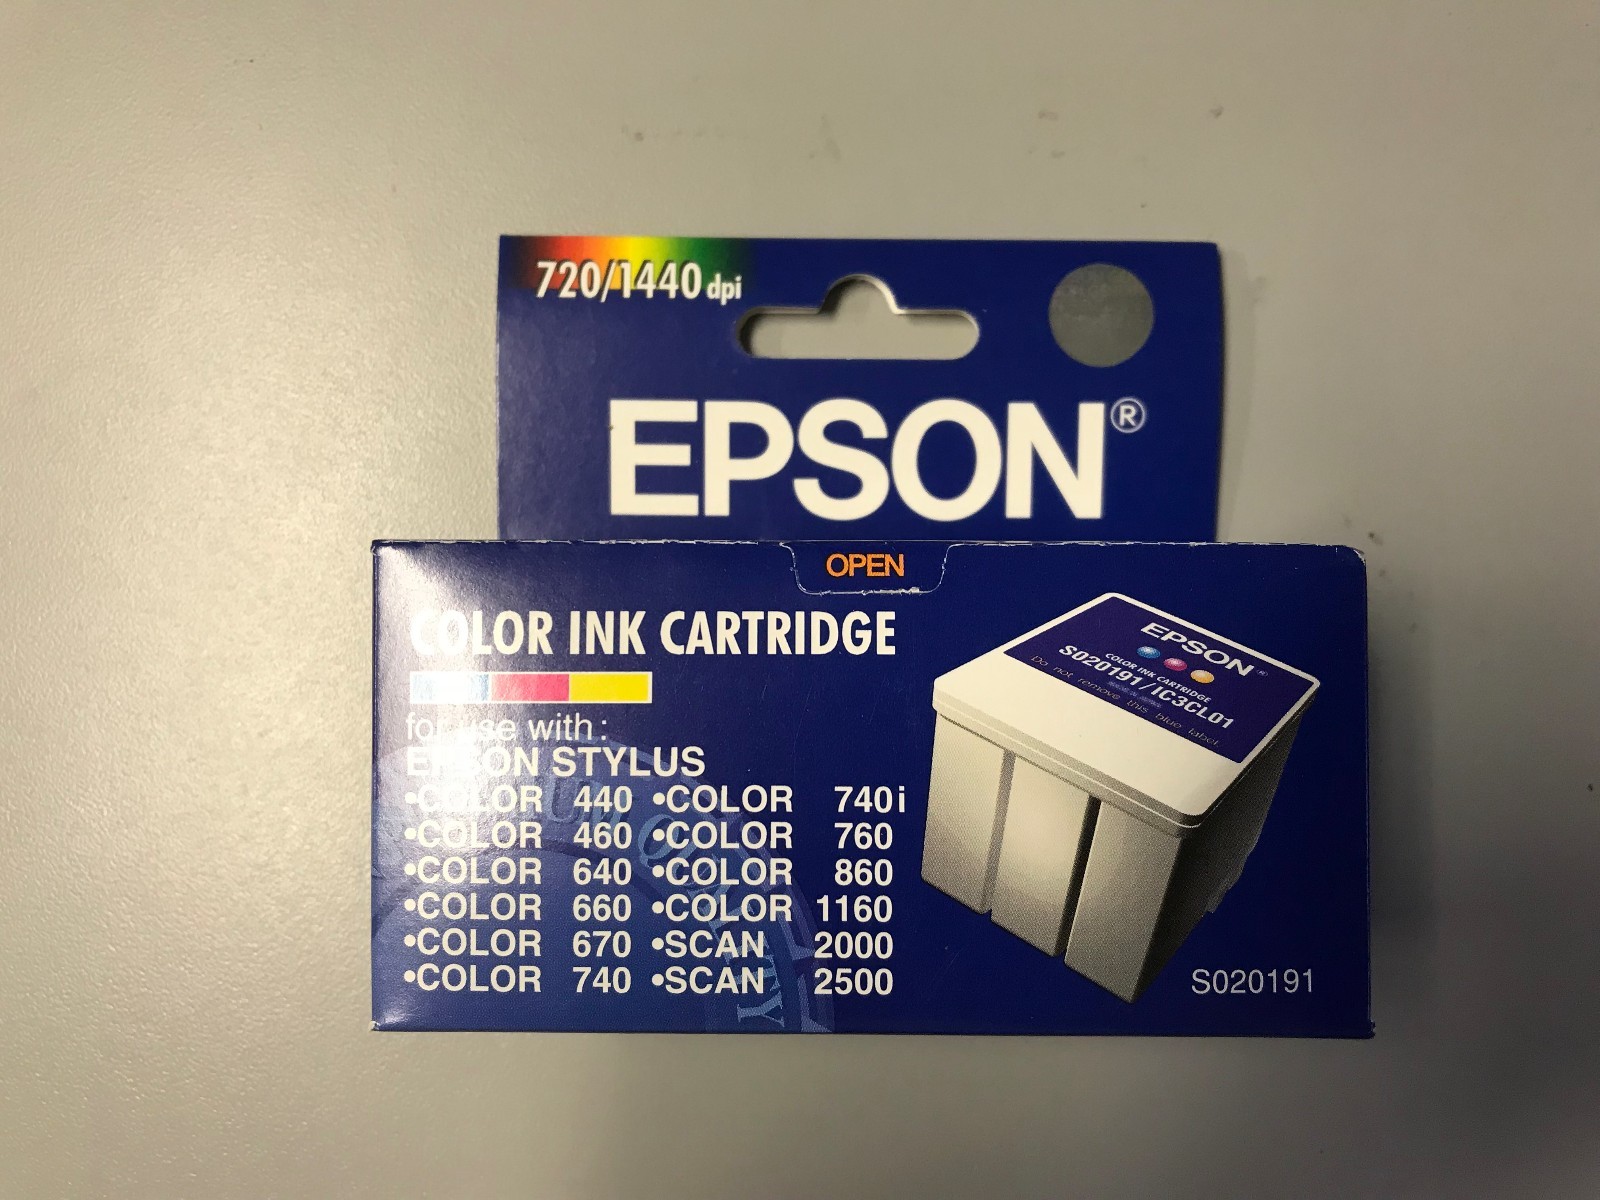 720/1440 dpi
EPSON®
OPEN
COLOR INK CARTRIDGE
for use with:
EPSON STYLUS
•COLOR 440 •COLOR 740i
•COLOR 460 •COLOR 760
•COLOR 640 •COLOR 860
•COLOR 660 •COLOR 1160
•COLOR 670 •SCAN 2000
•COLOR 740 •SCAN 2500
EPSON®
COLOR INK CARTRIDGE
S020191/IC3CL01
Do not remove this blue label
S020191